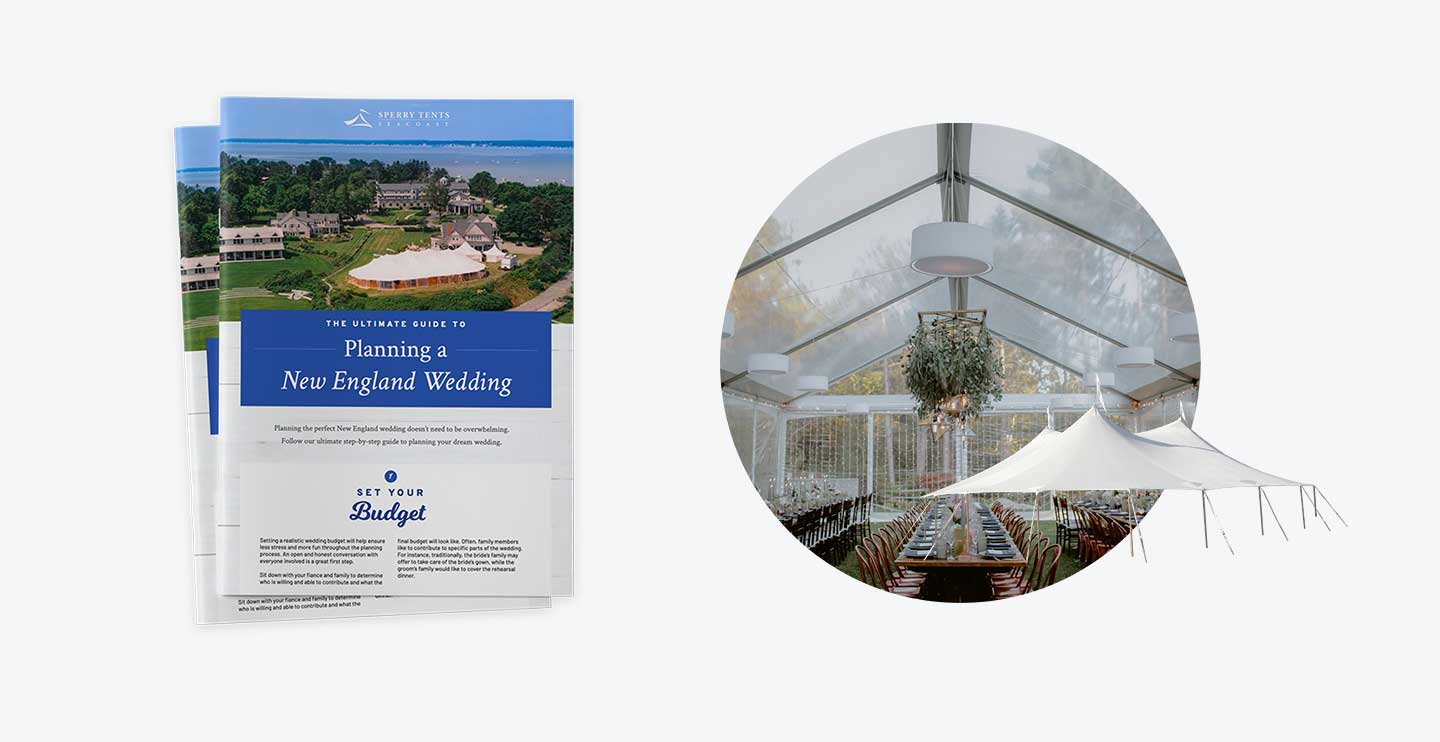 SPERRY TENTS
SEACOAST
THE ULTIMATE GUIDE TO
Planning a
New England Wedding
Planning the perfect New England wedding doesn't need to be overwhelming.
Follow our ultimate step-by-step guide to planning your dream wedding.
1
SET YOUR
Budget
Setting a realistic wedding budget will help ensure
less stress and more fun throughout the planning
process. An open and honest conversation with
everyone involved is a great first step.
Sit down with your fiance and family to determine
who is willing and able to contribute and what the
final budget will look like. Often, family members
like to contribute to specific parts of the wedding.
For instance, traditionally, the bride's family may
offer to take care of the bride's gown, while the
groom's family would like to cover the rehearsal
dinner.
Sit down with your fiance and family to determine
who is willing and able to contribute and what the